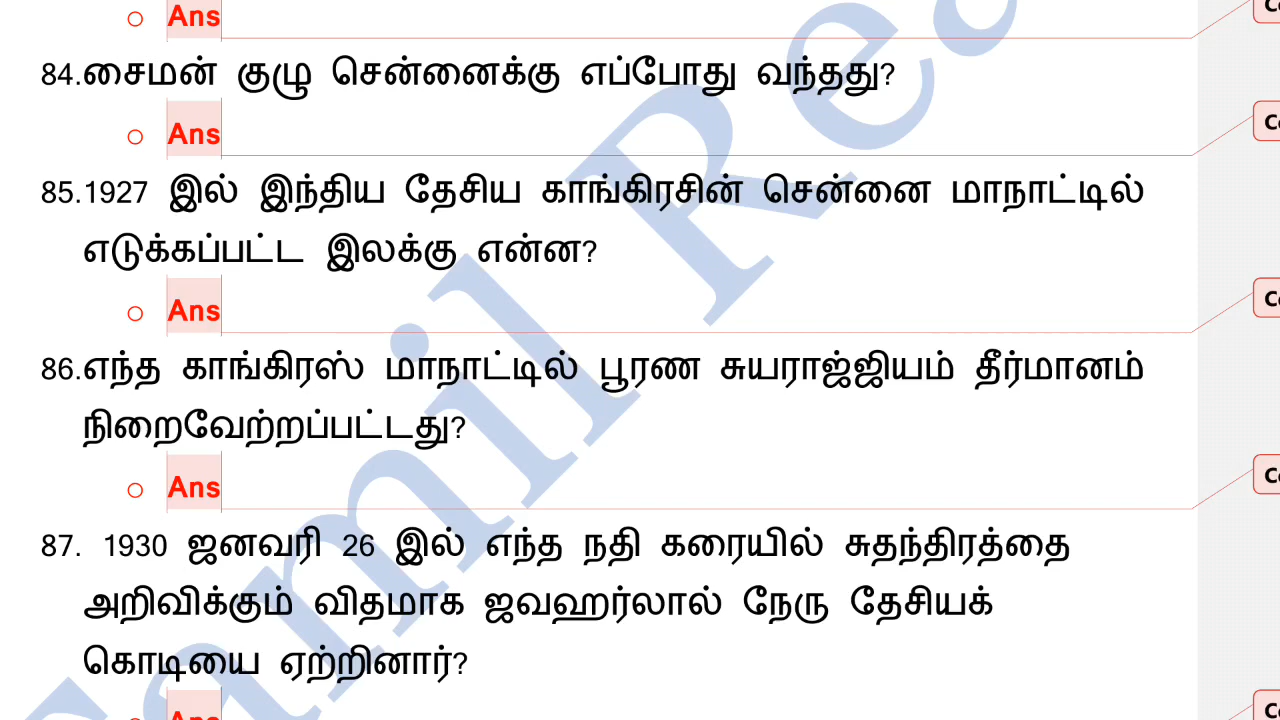 Ans
84.சைமன் குழு சென்னைக்கு எப்போது வந்தது?
Ans
85.1927 இல் இந்திய தேசிய காங்கிரசின் சென்னை மாநாட்டில்
எடுக்கப்பட்ட இலக்கு என்ன?
Ans
86.எந்த காங்கிரஸ் மாநாட்டில் பூரண சுயராஜ்ஜியம் தீர்மானம்
நிறைவேற்றப்பட்டது?
Ans
87. 1930 ஜனவரி 26 இல் எந்த நதி கரையில் சுதந்திரத்தை
அறிவிக்கும் விதமாக ஜவஹர்லால் நேரு தேசியக்
கொடியை ஏற்றினார்?
Ans